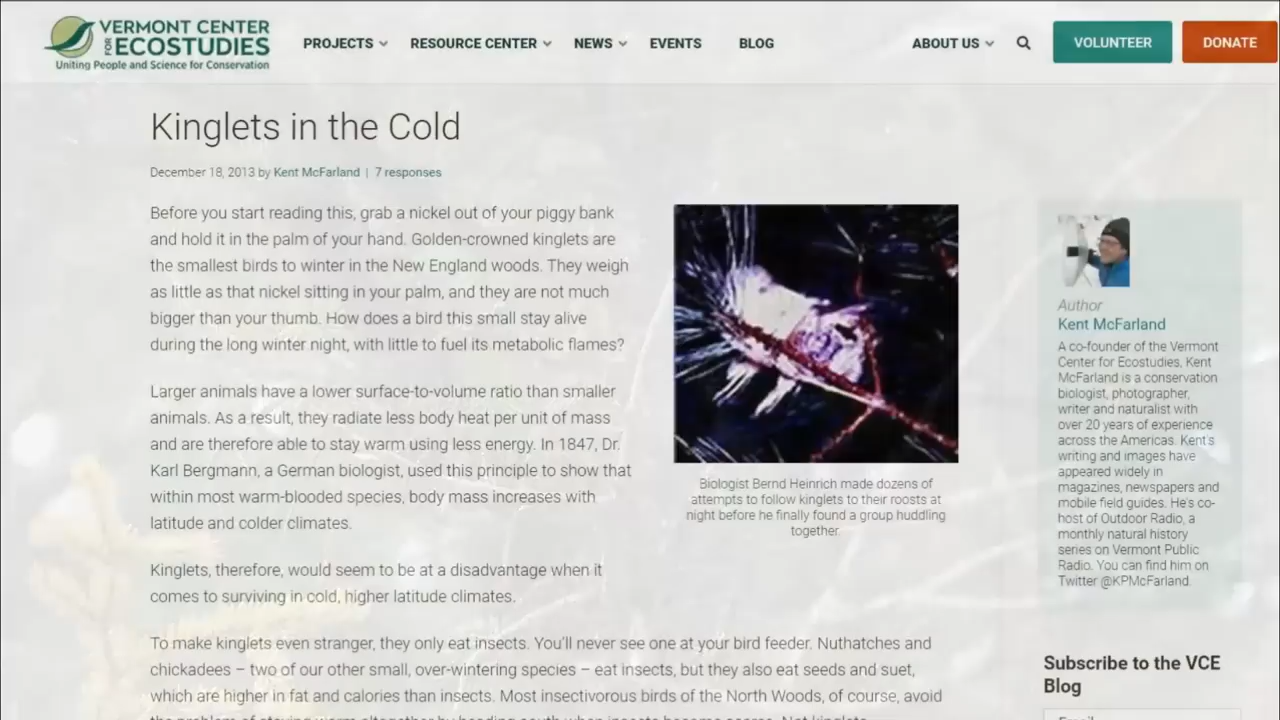 VERMONT CENTER
FOR ECOSTUDIES
Uniting People and Science for Conservation
PROJECTS
RESOURCE CENTER
NEWS
EVENTS
BLOG
ABOUT US
VOLUNTEER
DONATE
Kinglets in the Cold
December 18, 2013 by Kent McFarland | 7 responses
Before you start reading this, grab a nickel out of your piggy bank
and hold it in the palm of your hand. Golden-crowned kinglets are
the smallest birds to winter in the New England woods. They weigh
as little as that nickel sitting in your palm, and they are not much
bigger than your thumb. How does a bird this small stay alive
during the long winter night, with little to fuel its metabolic flames?
Larger animals have a lower surface-to-volume ratio than smaller
animals. As a result, they radiate less body heat per unit of mass
and are therefore able to stay warm using less energy. In 1847, Dr.
Karl Bergmann, a German biologist, used this principle to show that
within most warm-blooded species, body mass increases with
latitude and colder climates.
Kinglets, therefore, would seem to be at a disadvantage when it
comes to surviving in cold, higher latitude climates.
To make kinglets even stranger, they only eat insects. You'll never see one at your bird feeder. Nuthatches and
chickadees – two of our other small, over-wintering species – eat insects, but they also eat seeds and suet,
which are higher in fat and calories than insects. Most insectivorous birds of the North Woods, of course, avoid
the problem of staying warm altogether by heading south when insects become scarce. Not kinglets.
Biologist Bernd Heinrich made dozens of
attempts to follow kinglets to their roosts at
night before he finally found a group huddling
together.
Author
Kent McFarland
A co-founder of the Vermont
Center for Ecostudies, Kent
McFarland is a conservation
biologist, photographer,
writer and naturalist with
over 20 years of experience
across the Americas. Kent's
writing and images have
appeared widely in
magazines, newspapers and
mobile field guides. He's co-
host of Outdoor Radio, a
monthly natural history
series on Vermont Public
Radio. You can find him on
Twitter @KPMcFarland.
Subscribe to the VCE
Blog
Email